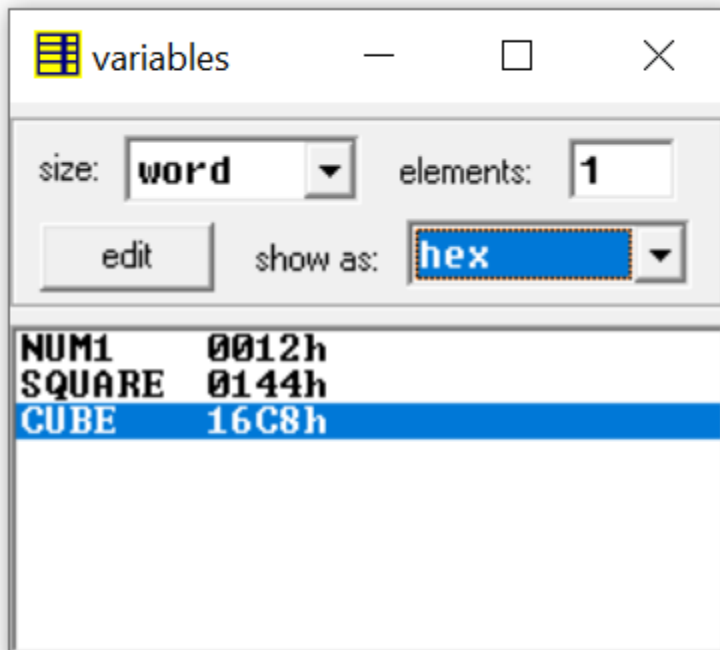 variables
size: word elements: 1
edit show as: hex
NUM1 0012h
SQUARE 0144h
CUBE 16C8h